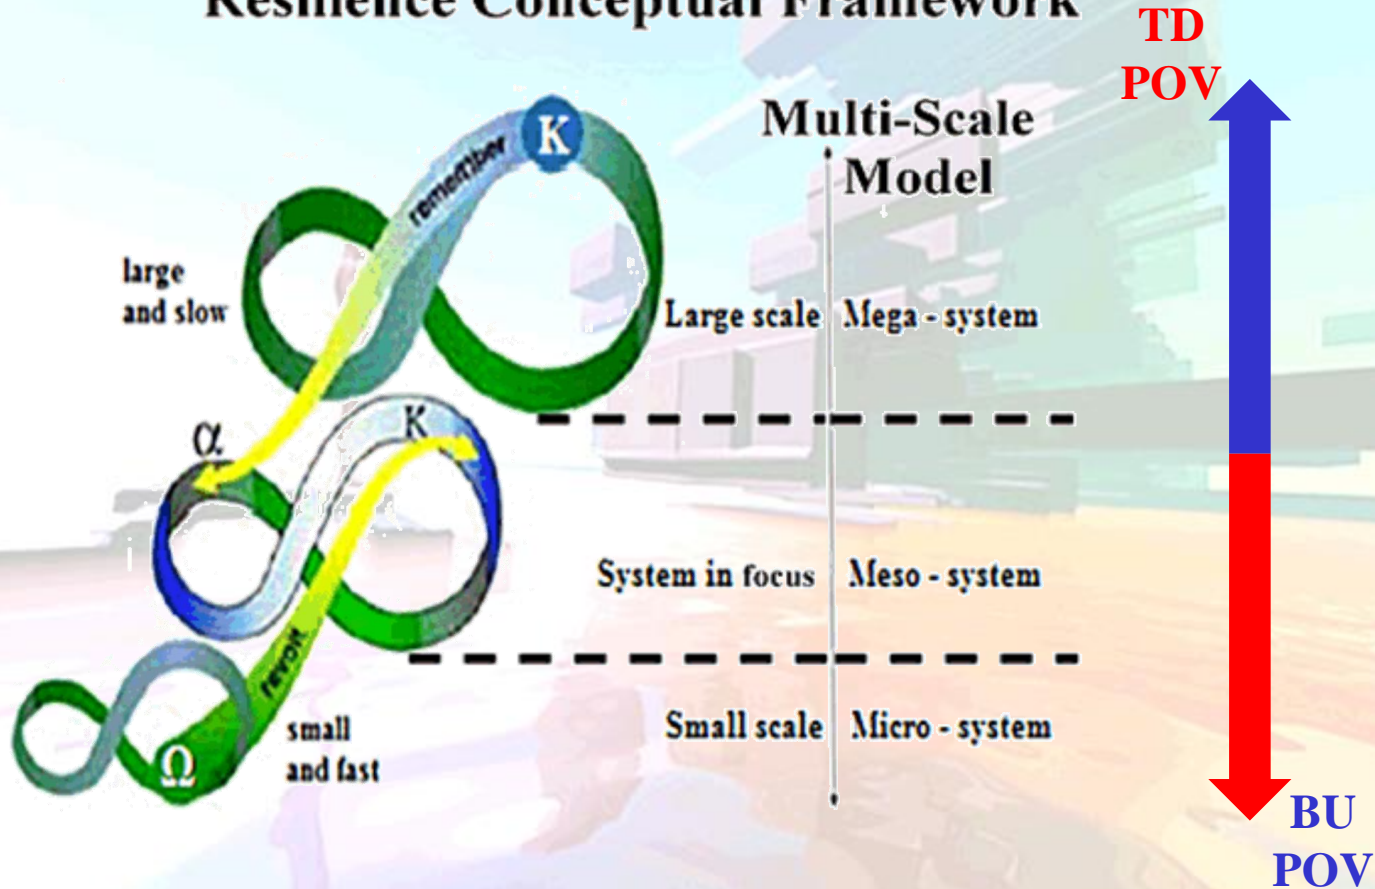 Resilience Conceptual Framework
TD
POV
Multi-Scale
Model
K
remember
large
and slow
Large scale
Mega - system
α
K
System in focus
Meso - system
revolt
Small scale
Micro - system
small
and fast
Ω
BU
POV